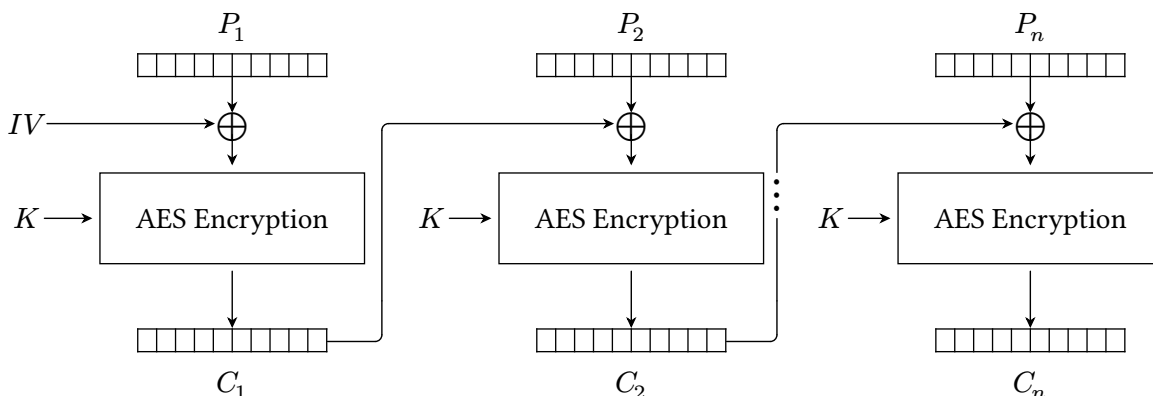 P₁ P₂ Pₙ
IV
K AES Encryption K AES Encryption K AES Encryption
C₁ C₂ Cₙ